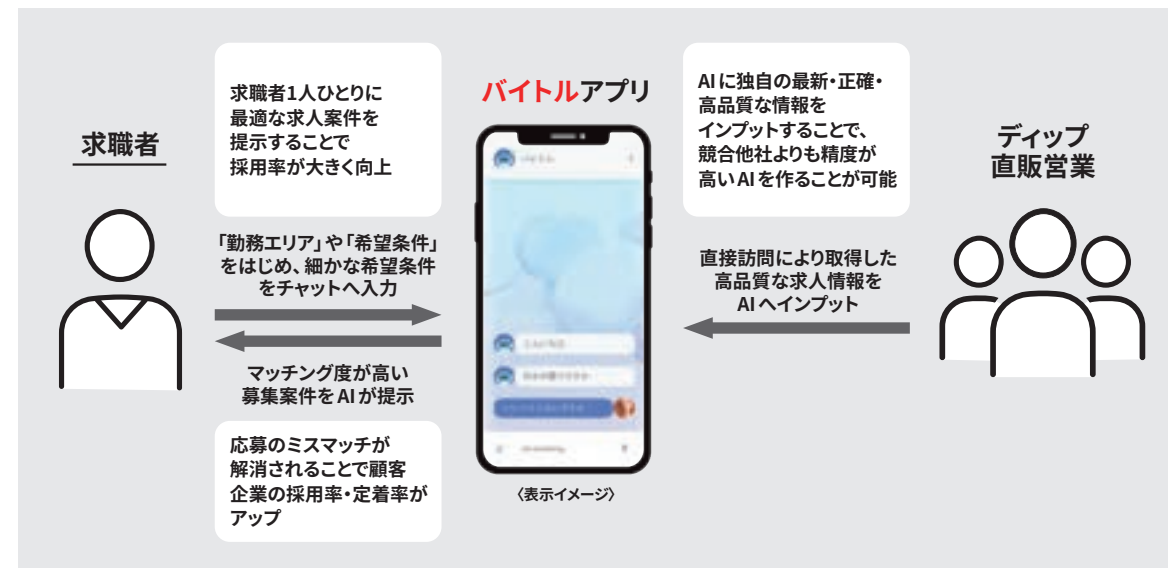 求職者
求職者1人ひとりに
最適な求人案件を
提示することで
採用率が大きく向上
「勤務エリア」や「希望条件」
をはじめ、細かな希望条件
をチャットへ入力
マッチング度が高い
募集案件をAIが提示
応募のミスマッチが
解消されることで顧客
企業の採用率・定着率が
アップ
バイトルアプリ
バイトル
〈表示イメージ〉
AIに独自の最新・正確・
高品質な情報を
インプットすることで、
競合他社よりも精度が
高いAIを作ることが可能
直接訪問により取得した
高品質な求人情報を
AIへインプット
ディップ
直販営業